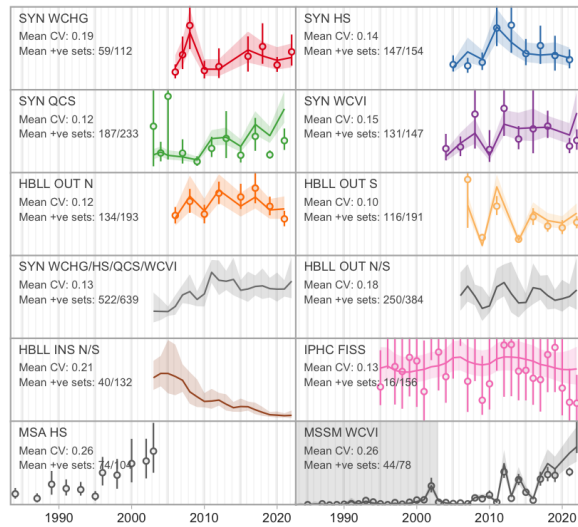 SYN WCHG
Mean CV: 0.19
Mean +ve sets: 59/112
SYN HS
Mean CV: 0.14
Mean +ve sets: 147/154
SYN QCS
Mean CV: 0.12
Mean +ve sets: 187/233
SYN WCVI
Mean CV: 0.15
Mean +ve sets: 131/147
HBLL OUT N
Mean CV: 0.12
Mean +ve sets: 134/193
HBLL OUT S
Mean CV: 0.10
Mean +ve sets: 116/191
SYN WCHG/HS/QCS/WCVI
Mean CV: 0.13
Mean +ve sets: 522/639
HBLL OUT N/S
Mean CV: 0.18
Mean +ve sets: 250/384
HBLL INS N/S
Mean CV: 0.21
Mean +ve sets: 40/132
IPHC FISS
Mean CV: 0.13
Mean +ve sets: 16/156
MSA HS
Mean CV: 0.26
Mean +ve sets: 74/104
MSSM WCVI
Mean CV: 0.26
Mean +ve sets: 44/78
1990 2000 2010 2020 1990 2000 2010 2020